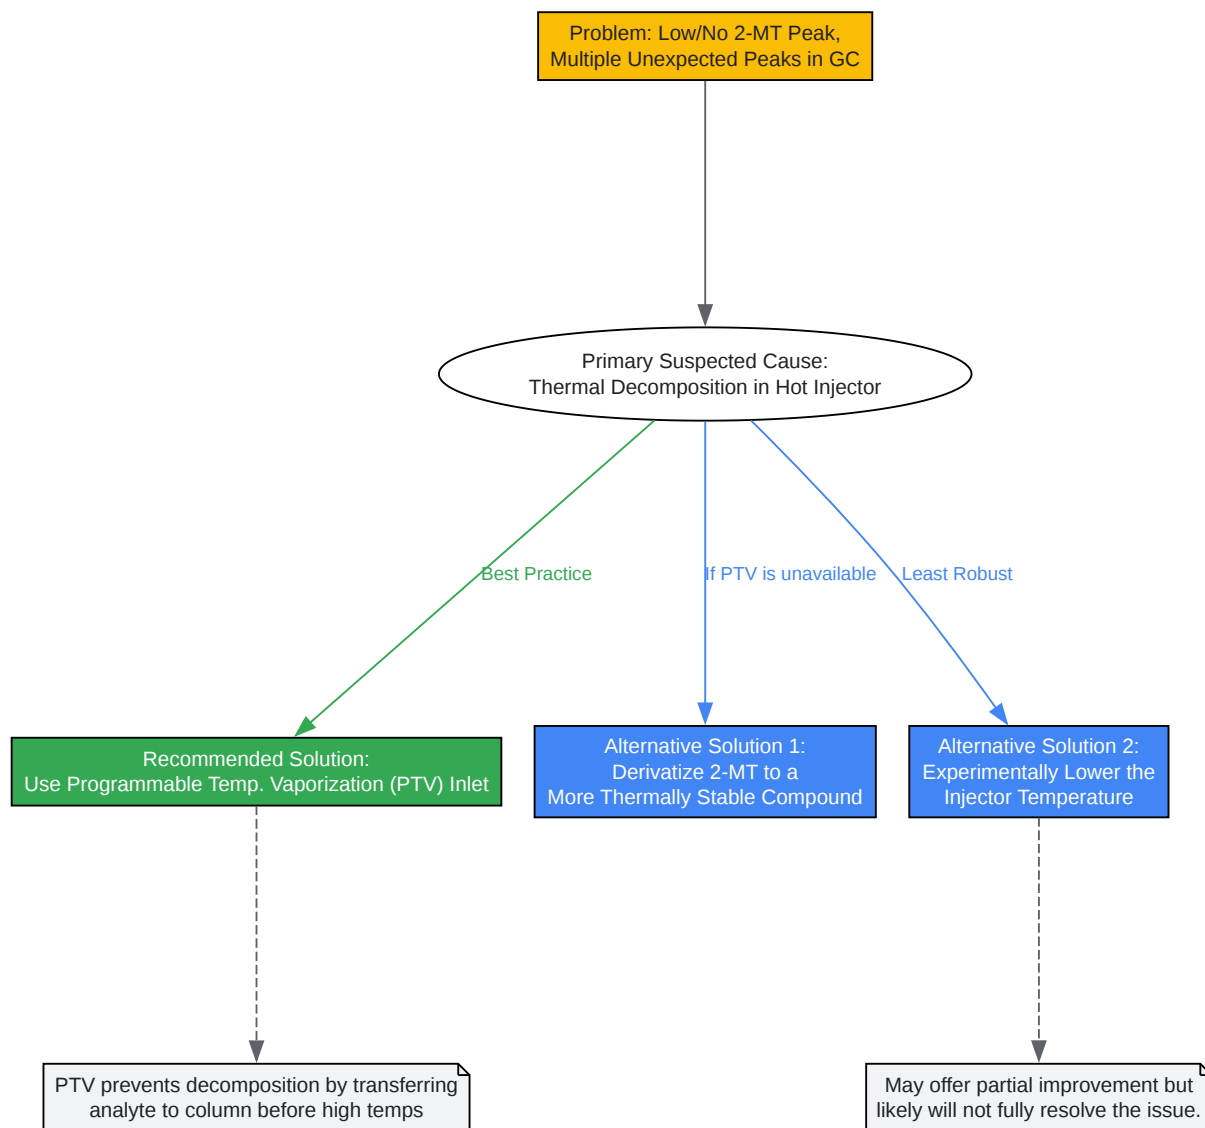 Problem: Low/No 2-MT Peak,
Multiple Unexpected Peaks in GC
Primary Suspected Cause:
Thermal Decomposition in Hot Injector
Best Practice
If PTV is unavailable
Least Robust
Recommended Solution:
Use Programmable Temp. Vaporization (PTV) Inlet
Alternative Solution 1:
Derivatize 2-MT to a
More Thermally Stable Compound
Alternative Solution 2:
Experimentally Lower the
Injector Temperature
PTV prevents decomposition by transferring
analyte to column before high temps
May offer partial improvement but
likely will not fully resolve the issue.